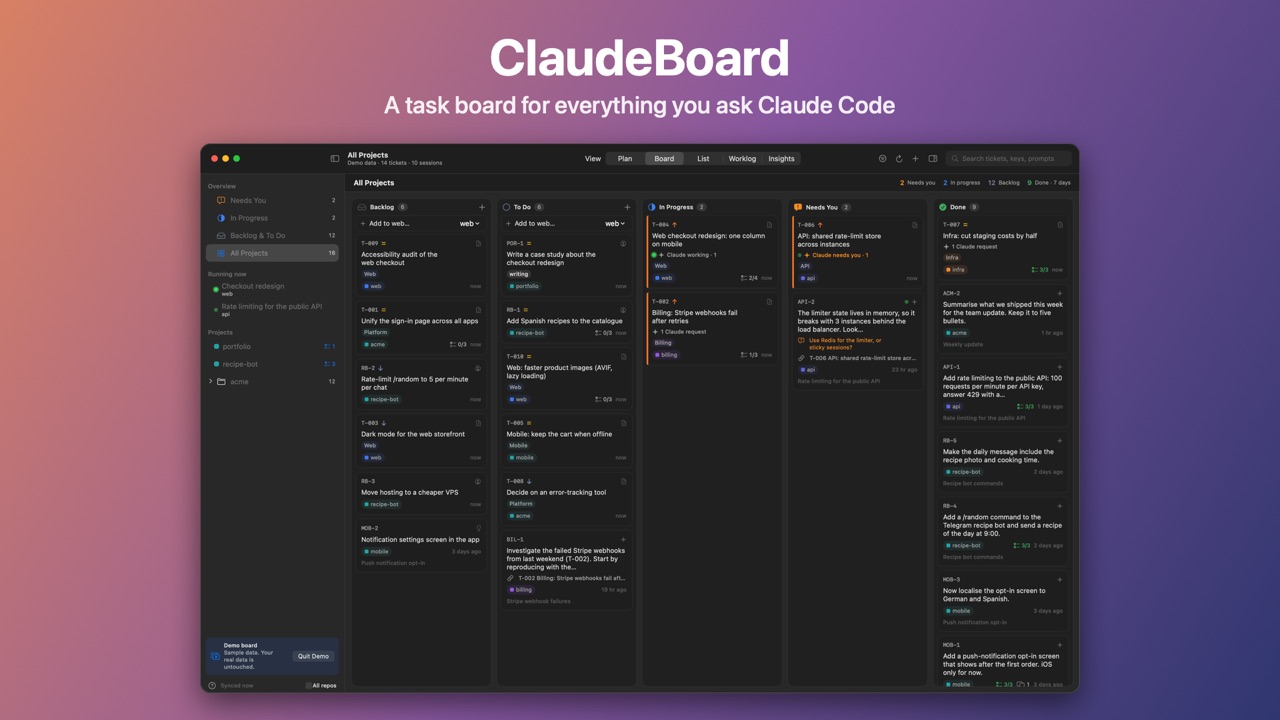 ClaudeBoard
A task board for everything you ask Claude Code
All Projects
Demo data · 14 tickets · 10 sessions
View
Plan
Board
List
Worklog
Insights
Search tickets, keys, prompts
Overview
Needs You 2
In Progress 2
Backlog & To Do 12
All Projects 16
Running now
Checkout redesign
web
Rate limiting for the public API
api
Projects
portfolio 1
recipe-bot 3
acme 12
Demo board
Sample data. Your
real data is
untouched.
Quit Demo
Synced now
All repos
All Projects
2 Needs you 2 In progress 12 Backlog 9 Done · 7 days
Backlog 6
Add to web... web
T-009
Accessibility audit of the
web checkout
Web
web now
T-001
Unify the sign-in page across all apps
Platform
acme 0/3 now
RB-2
Rate-limit /random to 5 per minute
per chat
recipe-bot now
T-003
Dark mode for the web storefront
Web
web now
RB-3
Move hosting to a cheaper VPS
recipe-bot now
MOB-2
Notification settings screen in the app
mobile 3 days ago
Push notification opt-in
To Do 6
Add to web... web
POR-1
Write a case study about the
checkout redesign
writing
portfolio now
RB-1
Add Spanish recipes to the catalogue
recipe-bot 0/3 now
T-010
Web: faster product images (AVIF,
lazy loading)
Web
web 0/3 now
T-005
Mobile: keep the cart when offline
Mobile
mobile now
T-008
Decide on an error-tracking tool
Platform
acme now
BIL-1
Investigate the failed Stripe webhooks
from last weekend (T-002). Start by
reproducing with the...
T-002 Billing: Stripe webhooks fail aft...
billing 19 hr ago
Stripe webhook failures
In Progress 2
T-004
Web checkout redesign: one column
on mobile
Claude working · 1
Web
web 2/4 now
T-002
Billing: Stripe webhooks fail
after retries
1 Claude request
Billing
billing 1/3 now
Needs You 2
T-006
API: shared rate-limit store
across instances
Claude needs you · 1
API
api now
API-2
The limiter state lives in memory, so it
breaks with 3 instances behind the
load balancer. Look...
Use Redis for the limiter, or
sticky sessions?
T-006 API: shared rate-limit store acr...
api 23 hr ago
Rate limiting for the public API
Done 9
T-007
Infra: cut staging costs by half
1 Claude request
Infra
infra 3/3 now
ACM-2
Summarise what we shipped this week
for the team update. Keep it to five
bullets.
acme 1 hr ago
Weekly update
API-1
Add rate limiting to the public API: 100
requests per minute per API key,
answer 429 with a...
api 3/3 1 day ago
Rate limiting for the public API
RB-5
Make the daily message include the
recipe photo and cooking time.
recipe-bot 2 days ago
Recipe bot commands
RB-4
Add a /random command to the
Telegram recipe bot and send a recipe
of the day at 9:00.
recipe-bot 3/3 3 days ago
Recipe bot commands
MOB-3
Now localise the opt-in screen to
German and Spanish.
mobile 3 days ago
Push notification opt-in
MOB-1
Add a push-notification opt-in screen
that shows after the first order. iOS
only for now.
mobile 3/3 1 3 days ago